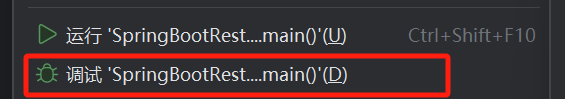 运行 'SpringBootRest....main()'(U) Ctrl+Shift+F10
调试 'SpringBootRest....main()'(D)